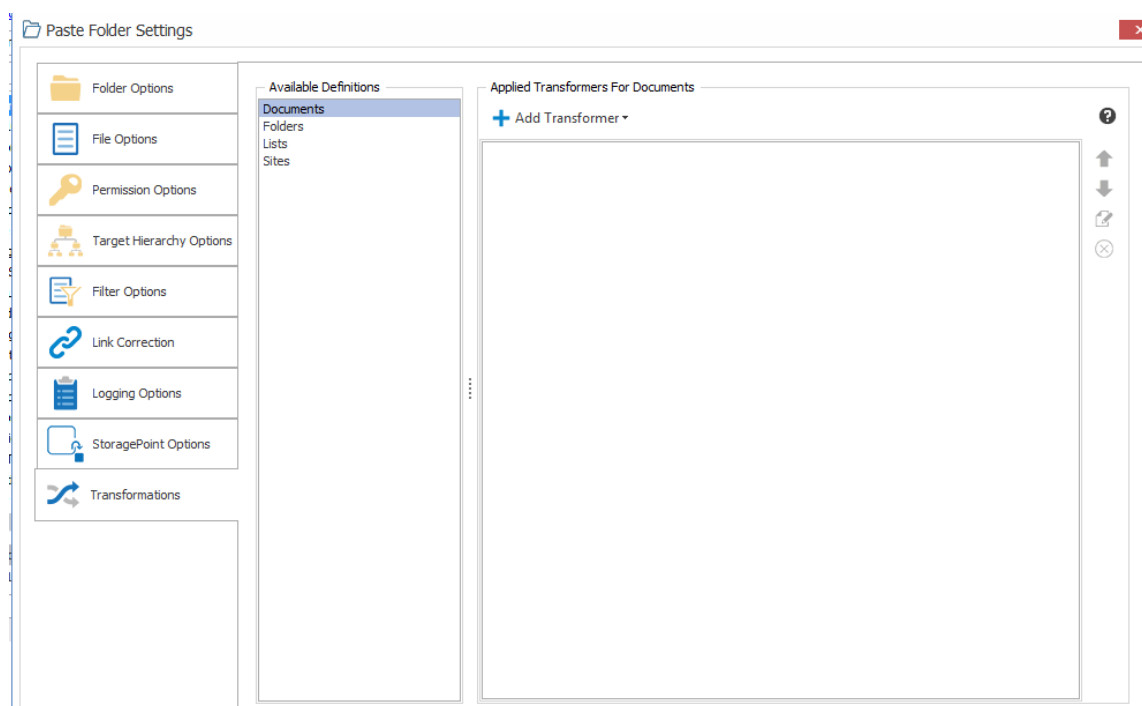 Paste Folder Settings
Folder Options
File Options
Permission Options
Target Hierarchy Options
Filter Options
Link Correction
Logging Options
StoragePoint Options
Transformations
Available Definitions
Documents
Folders
Lists
Sites
Applied Transformers For Documents
Add Transformer